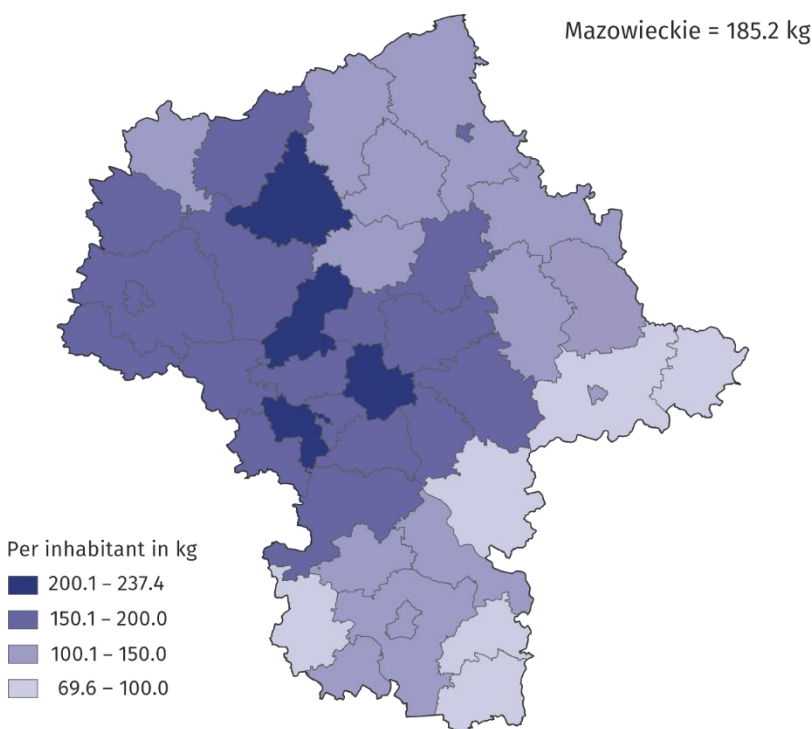 Mazowieckie = 185.2 kg
Per inhabitant in kg
200.1 – 237.4
150.1 – 200.0
100.1 – 150.0
69.6 – 100.0